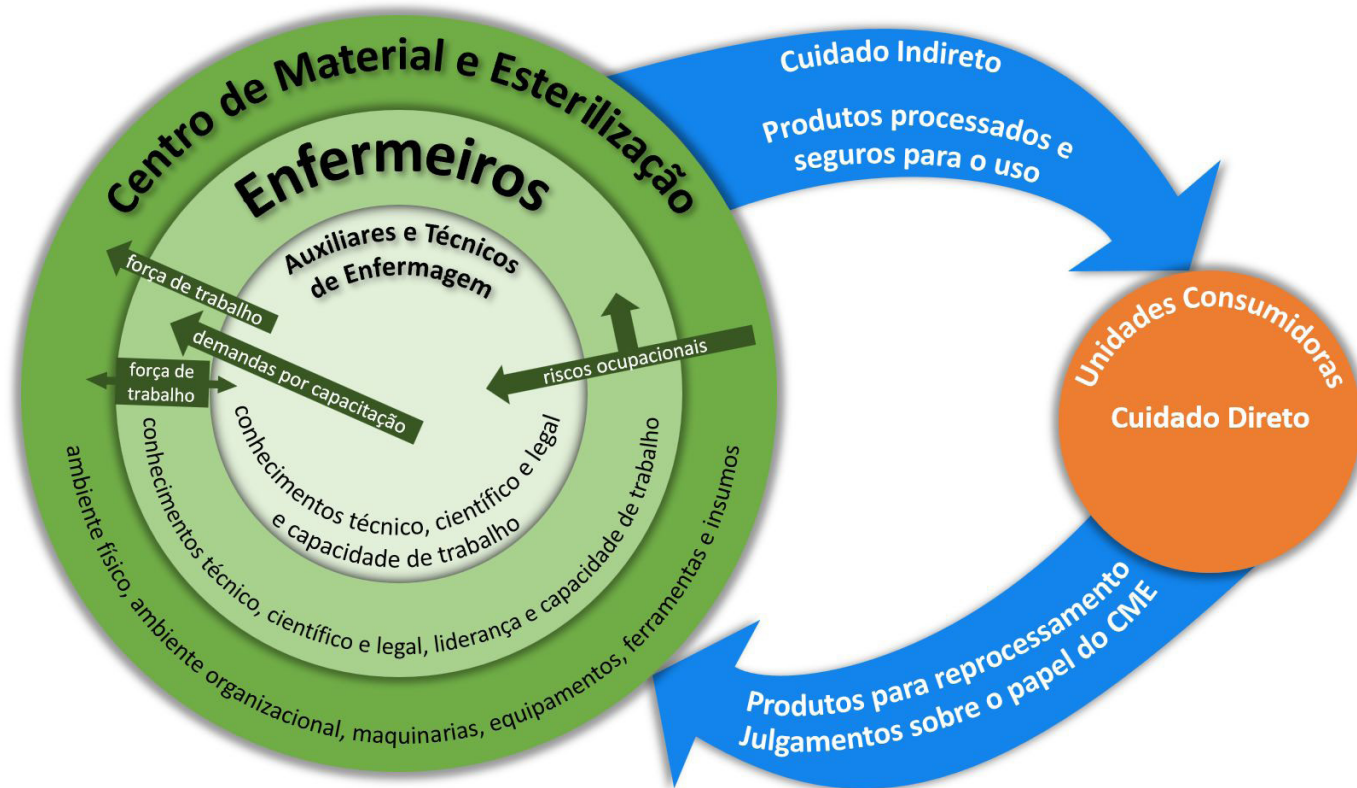 Centro de Material e Esterilização
Enfermeiros
Auxiliares e Técnicos
de Enfermagem
força de trabalho
demandas por capacitação
força de
trabalho
riscos ocupacionais
conhecimentos técnico, científico e legal
e capacidade de trabalho
conhecimentos técnico, científico e legal, liderança e capacidade de trabalho
ambiente físico, ambiente organizacional, maquinarias, equipamentos, ferramentas e insumos
Cuidado Indireto
Produtos processados e
seguros para o uso
Unidades Consumidoras
Cuidado Direto
Produtos para reprocessamento
Julgamentos sobre o papel do CME